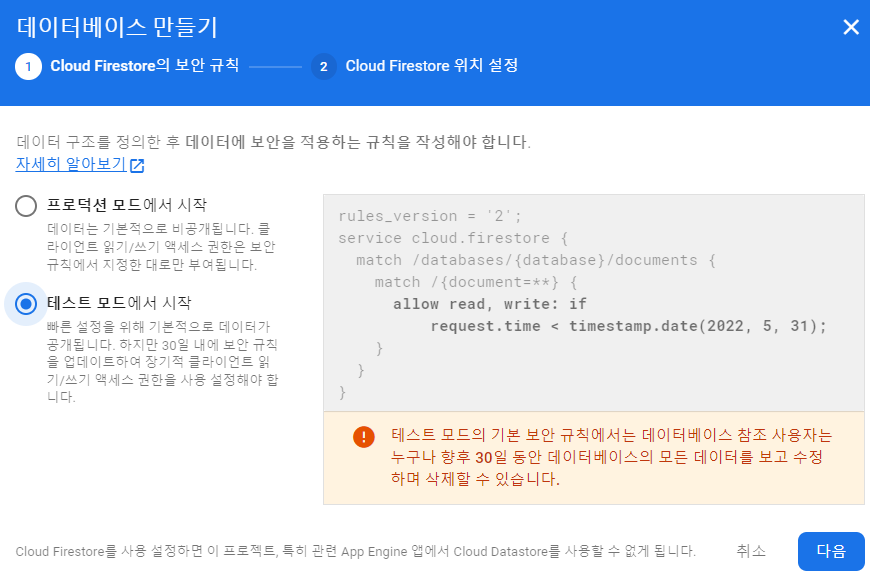 데이터베이스 만들기
1 Cloud Firestore의 보안 규칙
2 Cloud Firestore 위치 설정
데이터 구조를 정의한 후 데이터에 보안을 적용하는 규칙을 작성해야 합니다.
자세히 알아보기
프로덕션 모드에서 시작
데이터는 기본적으로 비공개됩니다. 클
라이언트 읽기/쓰기 액세스 권한은 보안
규칙에서 지정한 대로만 부여됩니다.
테스트 모드에서 시작
빠른 설정을 위해 기본적으로 데이터가
공개됩니다. 하지만 30일 내에 보안 규칙
을 업데이트하여 장기적 클라이언트 읽
기/쓰기 액세스 권한을 사용 설정해야 합
니다.
rules_version = '2';
service cloud.firestore {
match /databases/{database}/documents {
match /{document=**} {
allow read, write: if
request.time < timestamp.date(2022, 5, 31);
}
}
}
테스트 모드의 기본 보안 규칙에서는 데이터베이스 참조 사용자는
누구나 향후 30일 동안 데이터베이스의 모든 데이터를 보고 수정
하며 삭제할 수 있습니다.
Cloud Firestore를 사용 설정하면 이 프로젝트, 특히 관련 App Engine 앱에서 Cloud Datastore를 사용할 수 없게 됩니다.
취소
다음